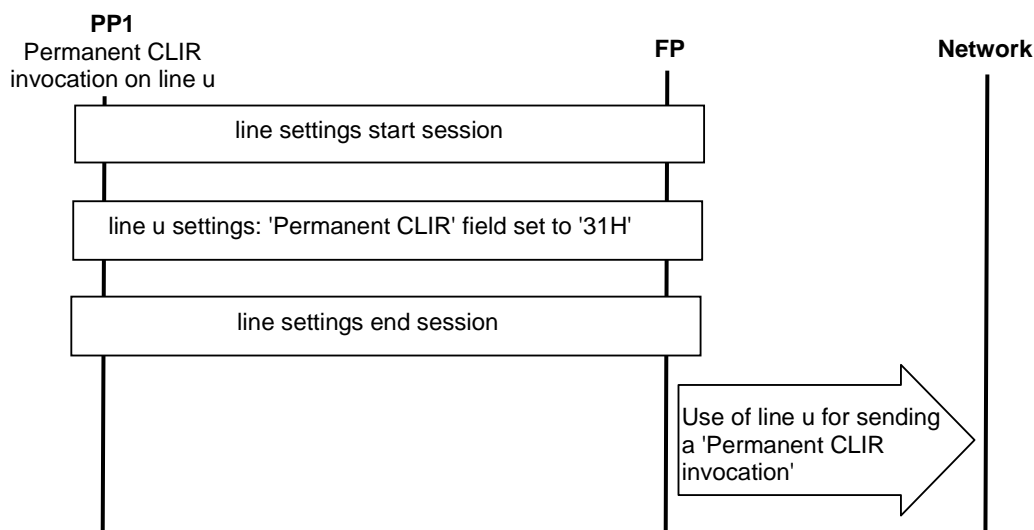 PP1
Permanent CLIR
invocation on line u
FP
Network
line settings start session
line u settings: 'Permanent CLIR' field set to '31H'
line settings end session
Use of line u for sending
a 'Permanent CLIR
invocation'